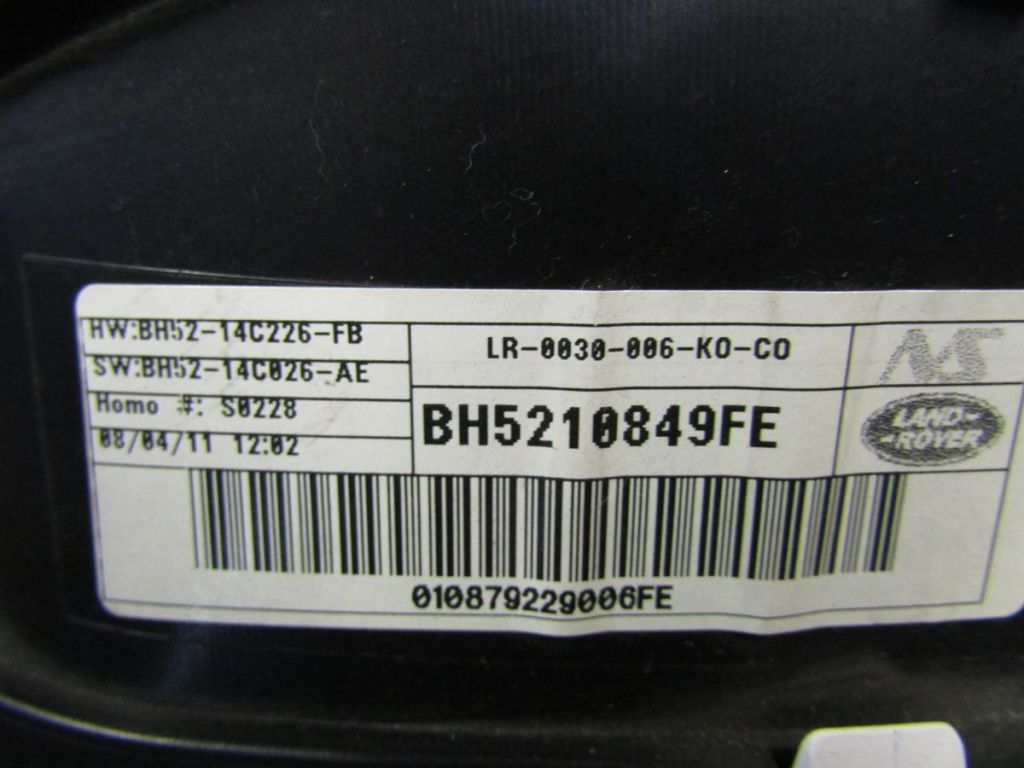 HW:BH52-14C226-FB
SW:BH52-14C026-AE
Homo #: S0228
08/04/11 12:02
LR-0030-006-KO-CO
BH5210849FE
NS
LAND-
-ROVER
010879229006FE